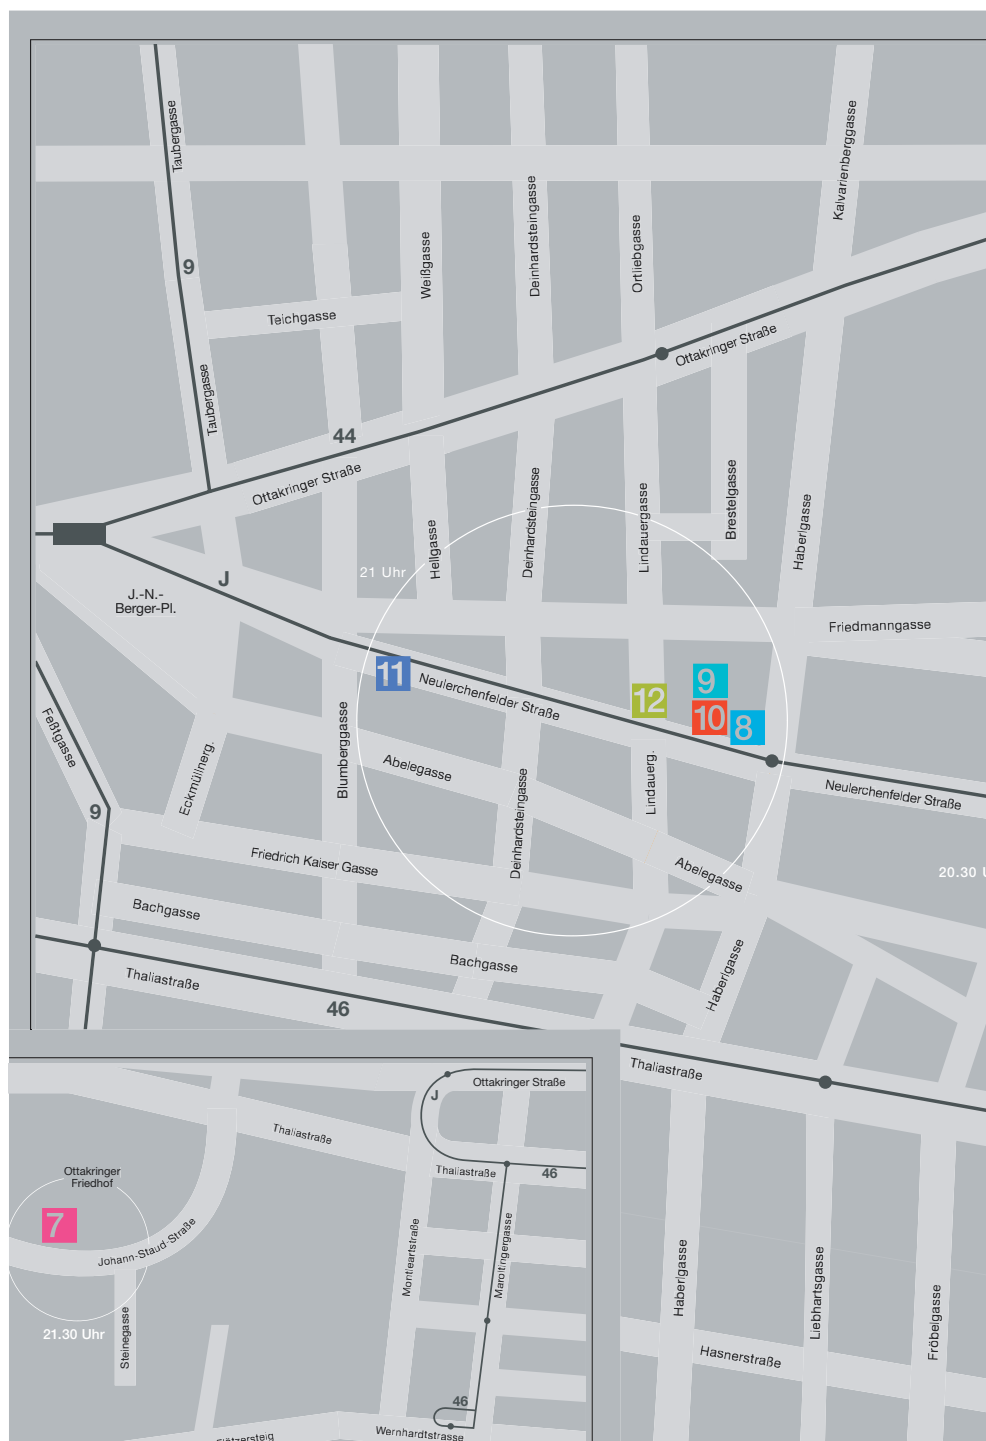 Taubergasse
Kalvarienberggasse
Weißgasse
Deinhardsteingasse
Ortliebgasse
9
Teichgasse
Ottakringer Straße
Taubergasse
44
Ottakringer Straße
Brestelgasse
Hellgasse
Deinhardsteingasse
Lindauergasse
Haberlgasse
21 Uhr
J
J.-N.-
Berger-Pl.
Friedmanngasse
11
Neulerchenfelder Straße
12
9
10
8
Feßtgasse
Eckmüllnerg.
Blumberggasse
Abelegasse
Deinhardsteingasse
Lindauerg.
Neulerchenfelder Straße
9
Friedrich Kaiser Gasse
Abelegasse
20.30 U
Bachgasse
Bachgasse
Haberlgasse
Thaliastraße
46
Thaliastraße
Ottakringer Straße
J
Thaliastraße
Thaliastraße
46
Ottakringer
Friedhof
7
Johann-Staud-Straße
Montleartstraße
Maroltingergasse
Steinegasse
21.30 Uhr
Haberlgasse
Liebhartsgasse
Fröbelgasse
Hasnerstraße
46
Wernhardtstrasse